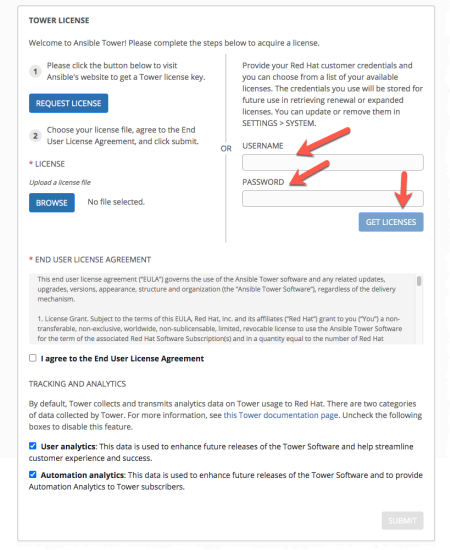 TOWER LICENSE
Welcome to Ansible Tower! Please complete the steps below to acquire a license.
1
Please click the button below to visit
Ansible's website to get a Tower license key.
REQUEST LICENSE
2
Choose your license file, agree to the End
User License Agreement, and click submit.
* LICENSE
Upload a license file
BROWSE
No file selected.
OR
Provide your Red Hat customer credentials and
you can choose from a list of your available
licenses. The credentials you use will be stored for
future use in retrieving renewal or expanded
licenses. You can update or remove them in
SETTINGS > SYSTEM.
USERNAME
PASSWORD
GET LICENSES
* END USER LICENSE AGREEMENT
This end user license agreement ("EULA") governs the use of the Ansible Tower software and any related updates,
upgrades, versions, appearance, structure and organization (the "Ansible Tower Software"), regardless of the delivery
mechanism.
1. License Grant. Subject to the terms of this EULA, Red Hat, Inc. and its affiliates ("Red Hat") grant to you ("You") a non-
transferable, non-exclusive, worldwide, non-sublicensable, limited, revocable license to use the Ansible Tower Software
for the term of the associated Red Hat Software Subscription(s) and in a quantity equal to the number of Red Hat
I agree to the End User License Agreement
TRACKING AND ANALYTICS
By default, Tower collects and transmits analytics data on Tower usage to Red Hat. There are two categories
of data collected by Tower. For more information, see this Tower documentation page. Uncheck the following
boxes to disable this feature.
User analytics: This data is used to enhance future releases of the Tower Software and help streamline
customer experience and success.
Automation analytics: This data is used to enhance future releases of the Tower Software and to provide
Automation Analytics to Tower subscribers.
SUBMIT